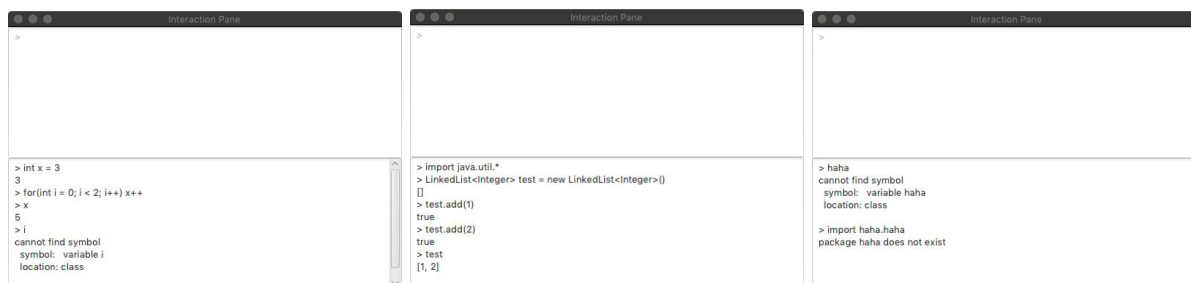 Interaction Pane
>
> int x = 3
3
> for(int i = 0; i < 2; i++) x++
> x
5
> i
cannot find symbol
  symbol:   variable i
  location: class
Interaction Pane
>
> import java.util.*
> LinkedList<Integer> test = new LinkedList<Integer>()
[]
> test.add(1)
true
> test.add(2)
true
> test
[1, 2]
Interaction Pane
>
> haha
cannot find symbol
  symbol:   variable haha
  location: class
> import haha.haha
package haha does not exist